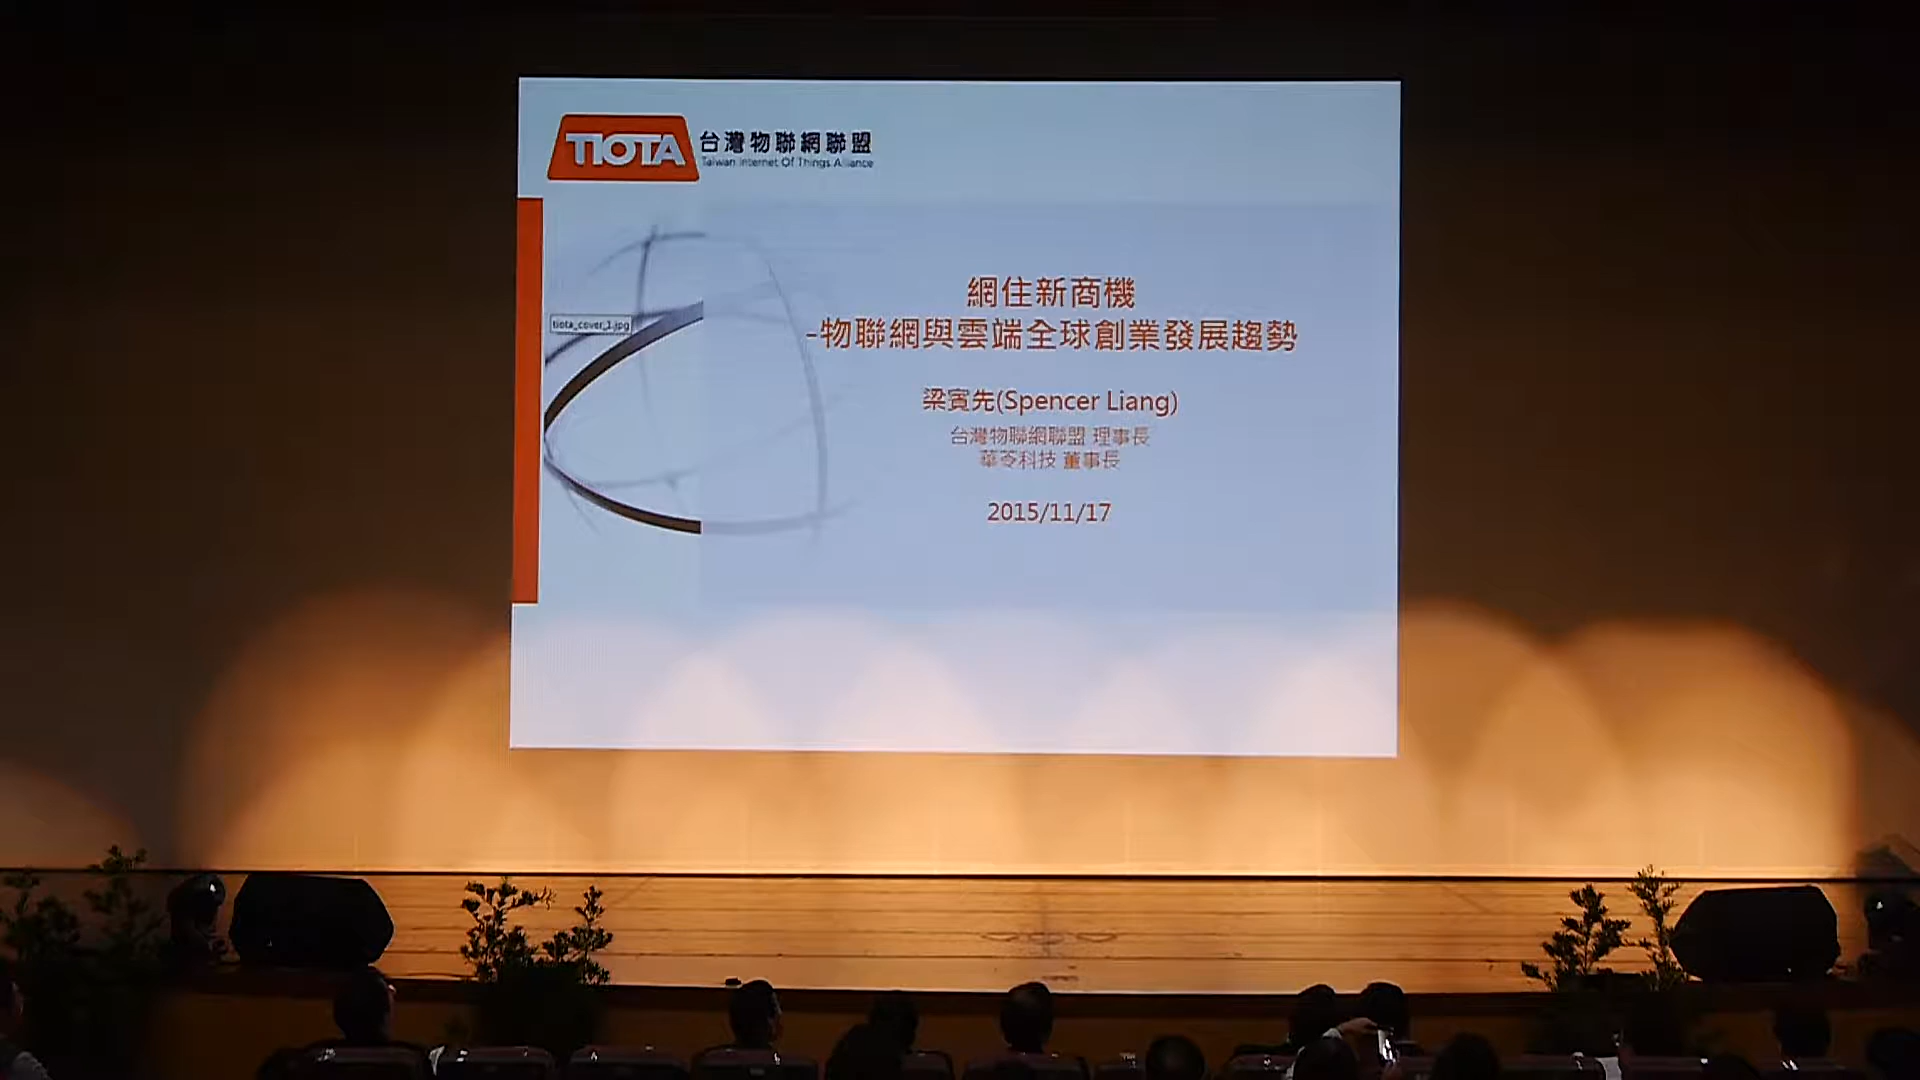 TIOTA
台灣物聯網聯盟
Taiwan Internet Of Things Alliance
tiota_cover_1.jpg
網住新商機
-物聯網與雲端全球創業發展趨勢
梁賓先(Spencer Liang)
台灣物聯網聯盟 理事長
華苓科技 董事長
2015/11/17